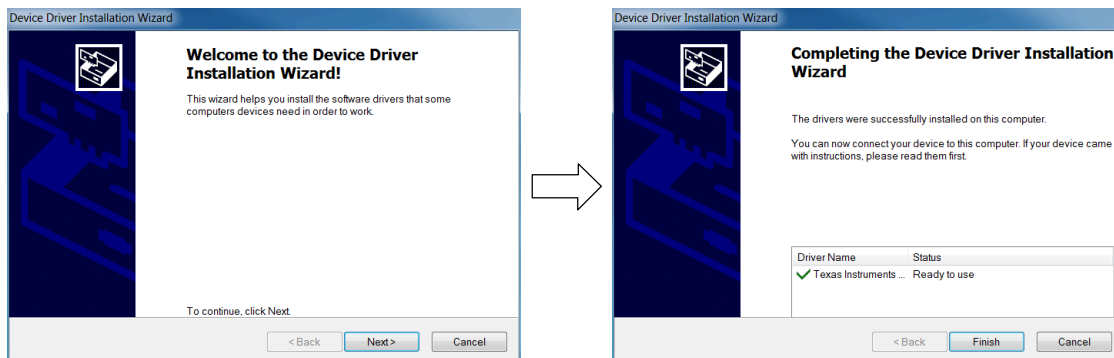 Device Driver Installation Wizard
Welcome to the Device Driver
Installation Wizard!
This wizard helps you install the software drivers that some
computers devices need in order to work.
To continue, click Next.
< Back Next > Cancel
Device Driver Installation Wizard
Completing the Device Driver Installation
Wizard
The drivers were successfully installed on this computer.
You can now connect your device to this computer. If your device came
with instructions, please read them first.
Driver Name Status
Texas Instruments ... Ready to use
< Back Finish Cancel